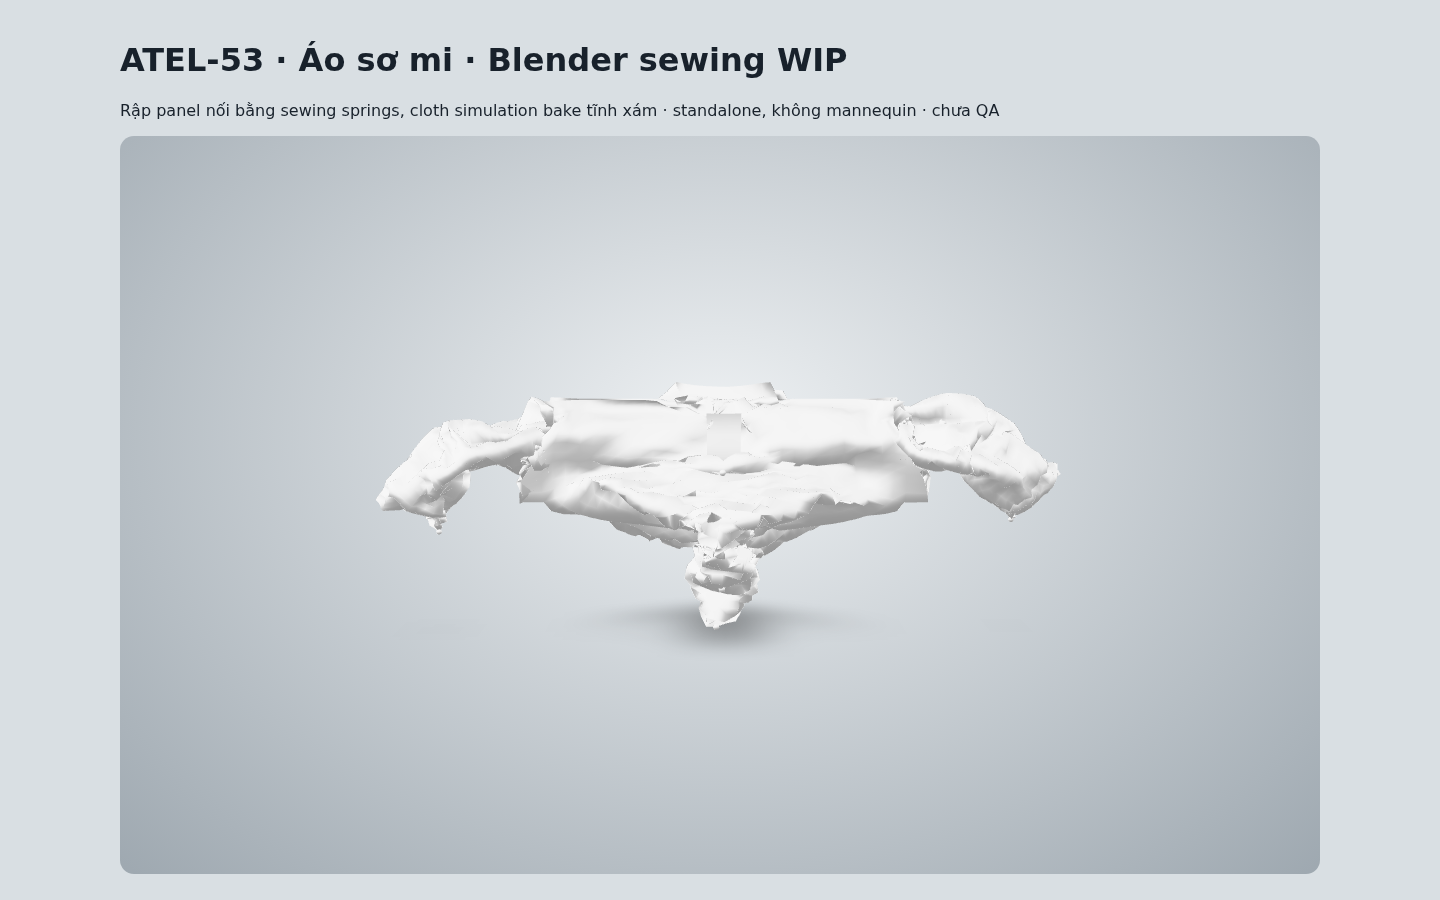 ATEL-53 · Áo sơ mi · Blender sewing WIP
Rập panel nối bằng sewing springs, cloth simulation bake tĩnh xám · standalone, không mannequin · chưa QA